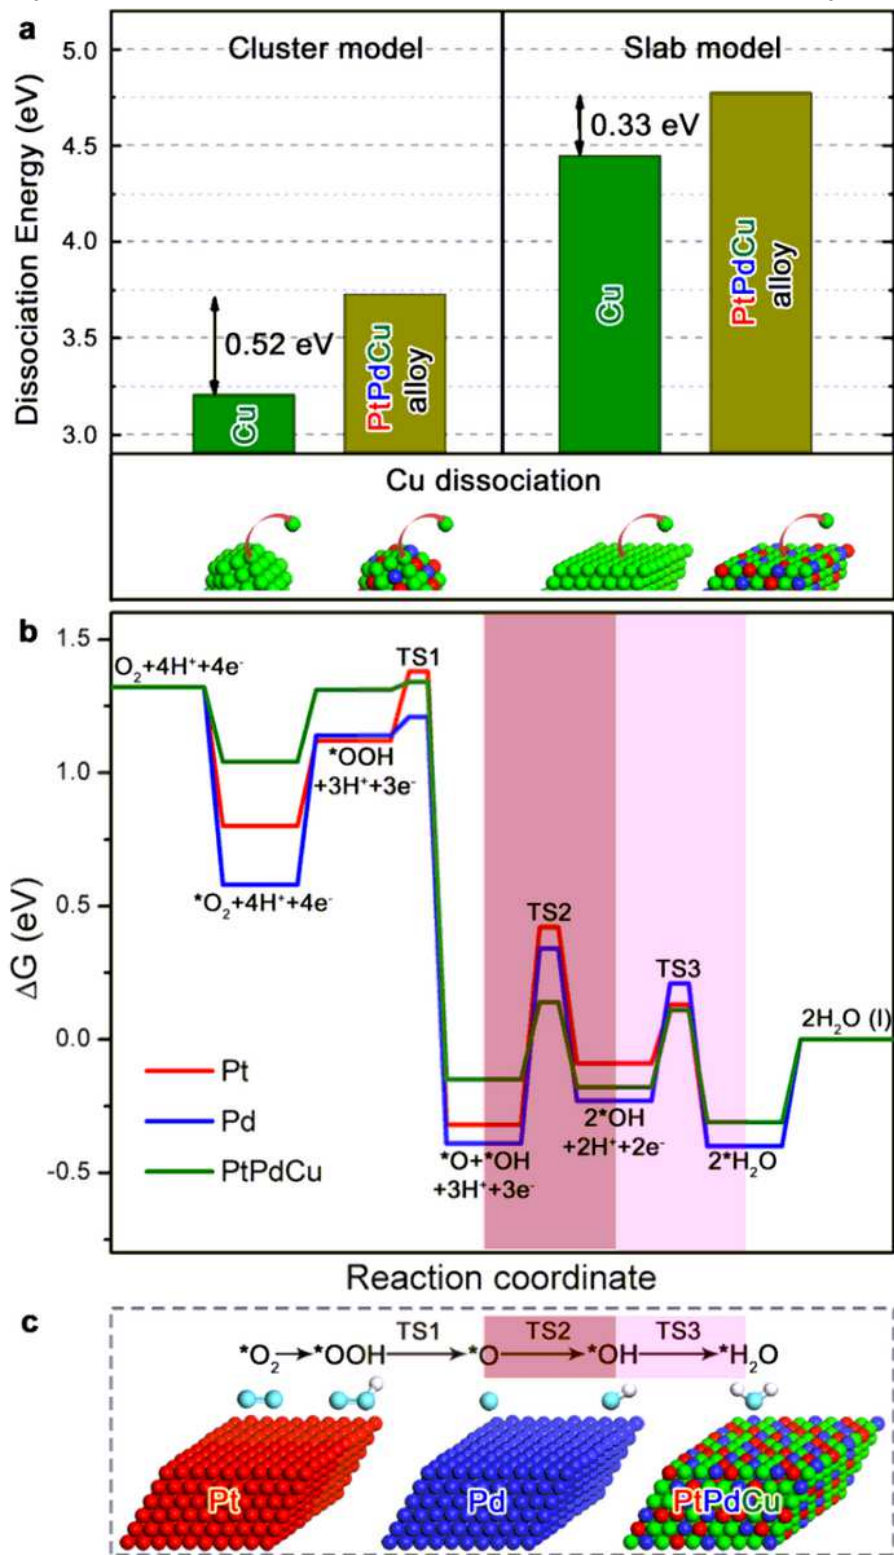 a
Cluster model
Slab model
5.0
4.5
4.0
3.5
3.0
Dissociation Energy (eV)
0.52 eV
0.33 eV
Cu
PtPdCu
alloy
Cu
PtPdCu
alloy
Cu dissociation
b
1.5
1.0
0.5
0.0
-0.5
ΔG (eV)
O₂+4H⁺+4e⁻
TS1
*OOH
+3H⁺+3e⁻
*O₂+4H⁺+4e⁻
TS2
TS3
2H₂O (l)
Pt
Pd
PtPdCu
*O+*OH
+3H⁺+3e⁻
2*OH
+2H⁺+2e⁻
2*H₂O
Reaction coordinate
c
TS1 TS2 TS3
*O₂→*OOH→*O→*OH→*H₂O
Pt
Pd
PtPdCu